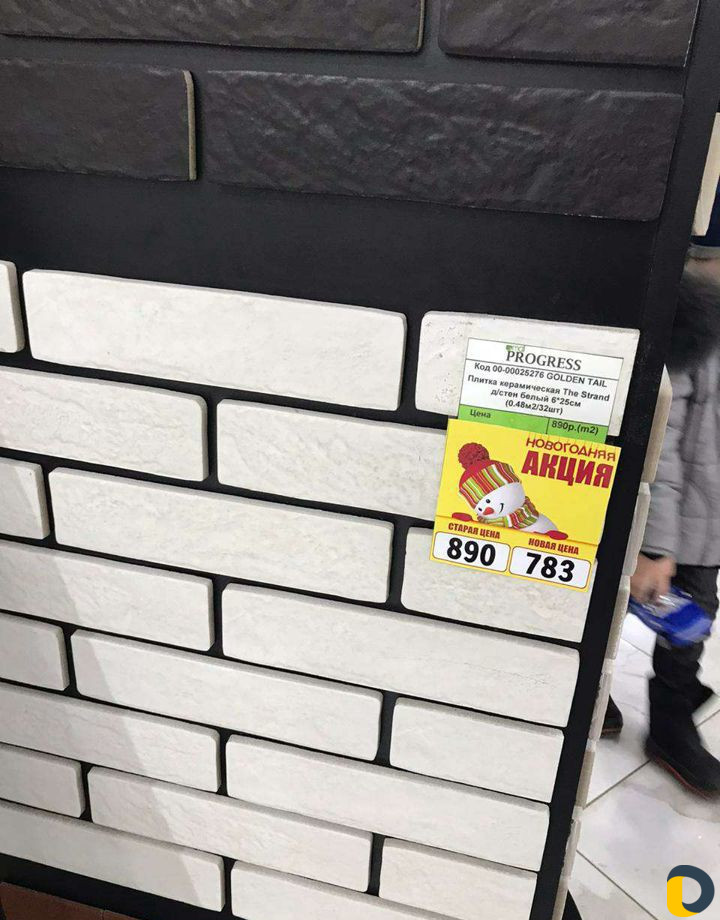 PROGRESS
Код 00-00025276 GOLDEN TAIL
Плитка керамическая The Strand
д/стен белый 6*25см
(0.48м2/32шт)
Цена 890р.(m2)
НОВОГОДНЯЯ
АКЦИЯ
СТАРАЯ ЦЕНА НОВАЯ ЦЕНА
890 783